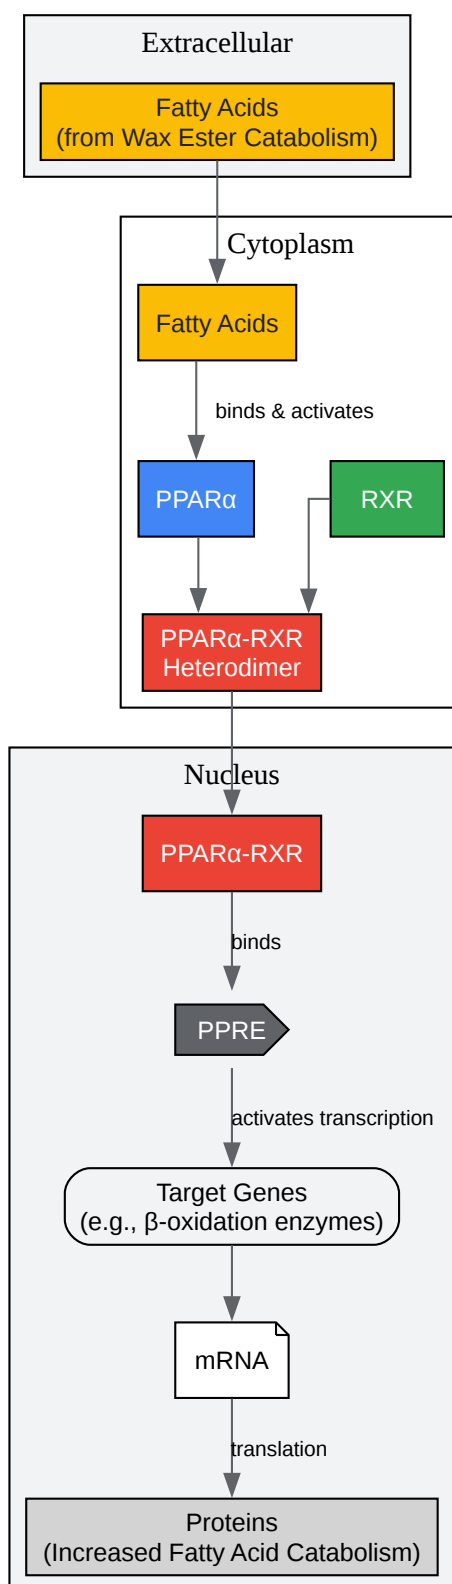 Extracellular
Fatty Acids
(from Wax Ester Catabolism)
Cytoplasm
Fatty Acids
binds & activates
PPARα
RXR
PPARα-RXR
Heterodimer
Nucleus
PPARα-RXR
binds
PPRE
activates transcription
Target Genes
(e.g., β-oxidation enzymes)
mRNA
translation
Proteins
(Increased Fatty Acid Catabolism)